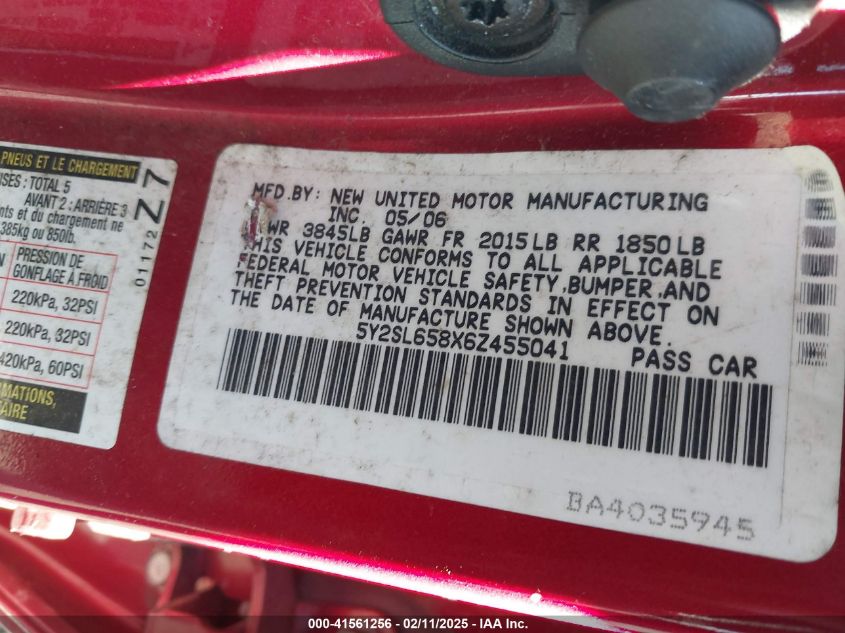 PNEUS ET LE CHARGEMENT
ISES : TOTAL 5
AVANT 2 : ARRIÈRE 3
nts et du chargement ne
385kg ou 850lb.
PRESSION DE
GONFLAGE À FROID
220kPa, 32PSI
220kPa, 32PSI
420kPa, 60PSI
MATIONS,
AIRE
01172 Z7
MFD.BY: NEW UNITED MOTOR MANUFACTURING
INC. 05/06
WR 3845LB GAWR FR 2015LB RR 1850LB
THIS VEHICLE CONFORMS TO ALL APPLICABLE
FEDERAL MOTOR VEHICLE SAFETY,BUMPER,AND
THEFT PREVENTION STANDARDS IN EFFECT ON
THE DATE OF MANUFACTURE SHOWN ABOVE.
5Y2SL658X6Z455041 PASS CAR
BA4035945
000-41561256 - 02/11/2025 - IAA Inc.